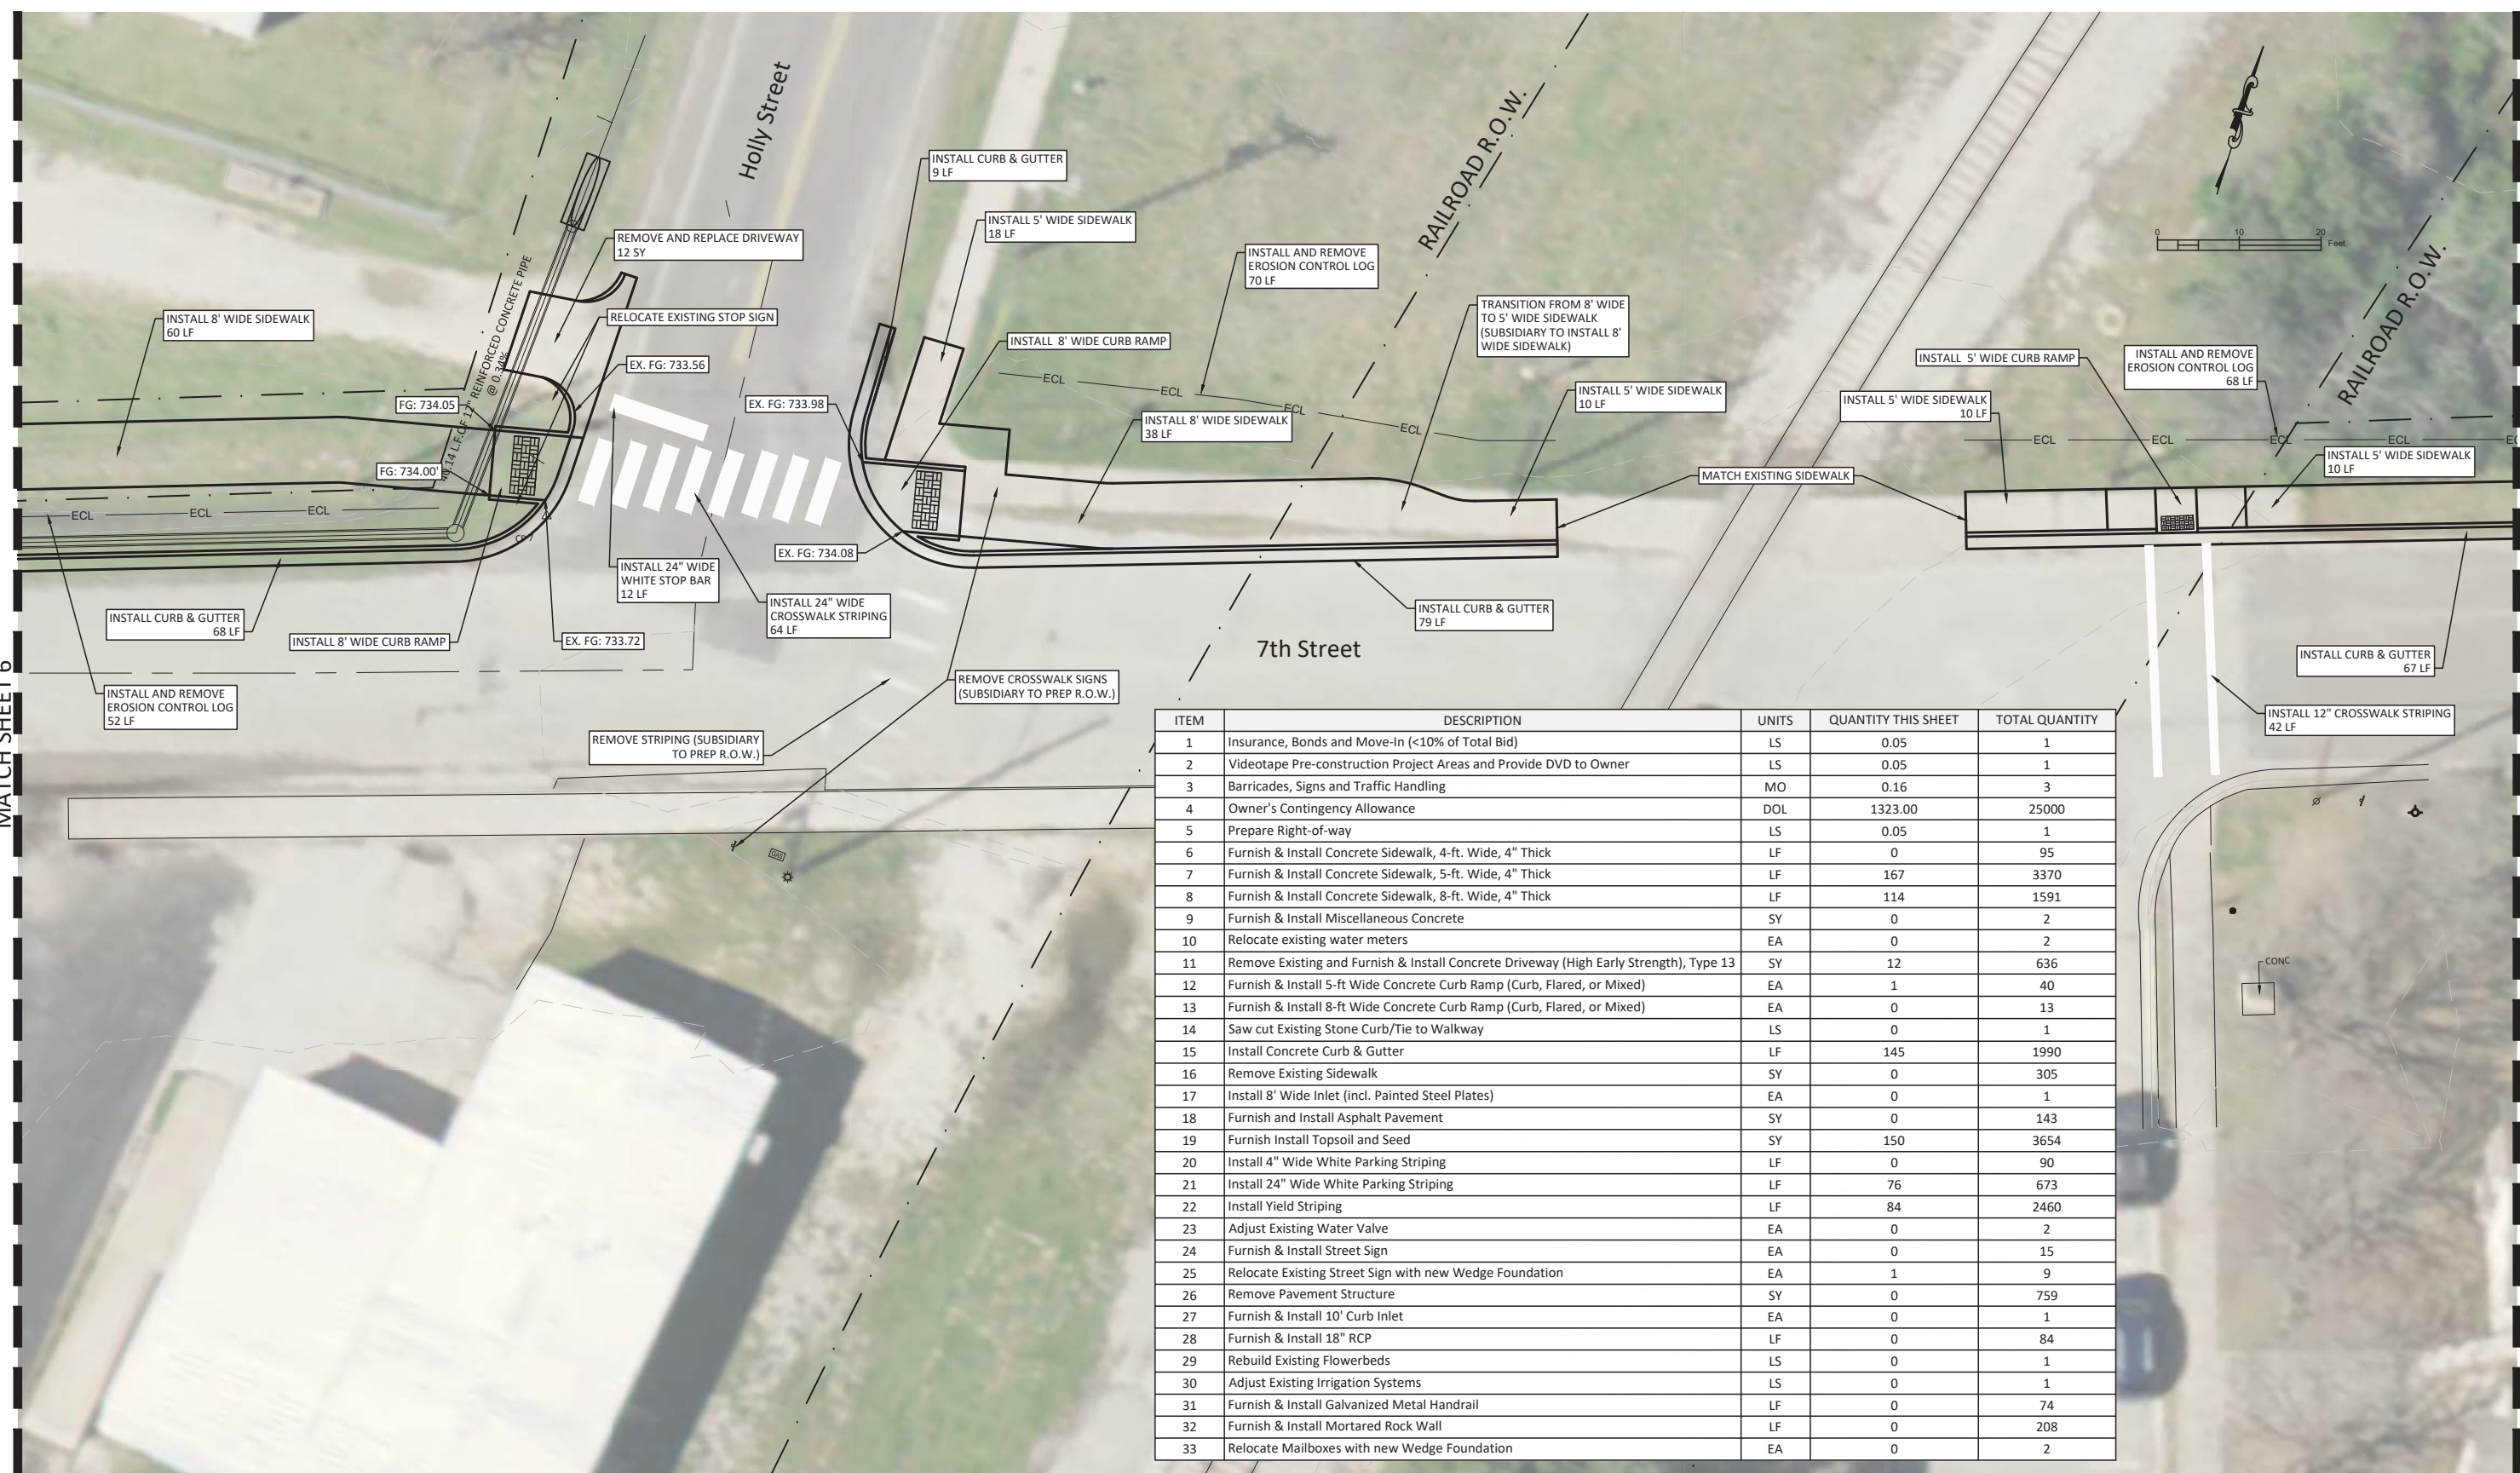 Holly Street
RAILROAD R.O.W.
INSTALL CURB & GUTTER
9 LF
INSTALL 5' WIDE SIDEWALK
18 LF
REMOVE AND REPLACE DRIVEWAY
12 SY
INSTALL AND REMOVE
EROSION CONTROL LOG
70 LF
0 10 20
Feet
RAILROAD R.O.W.
INSTALL 8' WIDE SIDEWALK
60 LF
RELOCATE EXISTING STOP SIGN
TRANSITION FROM 8' WIDE
TO 5' WIDE SIDEWALK
(SUBSIDIARY TO INSTALL 8'
WIDE SIDEWALK)
INSTALL 8' WIDE CURB RAMP
L.F. OF 12" REINFORCED CONCRETE PIPE
@ 0.34%
EX. FG: 733.56
INSTALL 5' WIDE CURB RAMP
INSTALL AND REMOVE
EROSION CONTROL LOG
68 LF
ECL
ECL
ECL
ECL
INSTALL 5' WIDE SIDEWALK
10 LF
INSTALL 5' WIDE SIDEWALK
10 LF
FG: 734.05
EX. FG: 733.98
INSTALL 8' WIDE SIDEWALK
38 LF
ECL
ECL
ECL
ECL
INSTALL 5' WIDE SIDEWALK
10 LF
FG: 734.00'
MATCH EXISTING SIDEWALK
ECL
ECL
ECL
EX. FG: 734.08
INSTALL 24" WIDE
WHITE STOP BAR
12 LF
INSTALL 24" WIDE
CROSSWALK STRIPING
64 LF
INSTALL CURB & GUTTER
79 LF
INSTALL CURB & GUTTER
68 LF
INSTALL 8' WIDE CURB RAMP
EX. FG: 733.72
7th Street
INSTALL CURB & GUTTER
67 LF
MATCH SHEET 6
INSTALL AND REMOVE
EROSION CONTROL LOG
52 LF
REMOVE CROSSWALK SIGNS
(SUBSIDIARY TO PREP R.O.W.)
INSTALL 12" CROSSWALK STRIPING
42 LF
REMOVE STRIPING (SUBSIDIARY
TO PREP R.O.W.)
GAS
CONC
ITEM DESCRIPTION UNITS QUANTITY THIS SHEET TOTAL QUANTITY
1 Insurance, Bonds and Move-In (<10% of Total Bid) LS 0.05 1
2 Videotape Pre-construction Project Areas and Provide DVD to Owner LS 0.05 1
3 Barricades, Signs and Traffic Handling MO 0.16 3
4 Owner's Contingency Allowance DOL 1323.00 25000
5 Prepare Right-of-way LS 0.05 1
6 Furnish & Install Concrete Sidewalk, 4-ft. Wide, 4" Thick LF 0 95
7 Furnish & Install Concrete Sidewalk, 5-ft. Wide, 4" Thick LF 167 3370
8 Furnish & Install Concrete Sidewalk, 8-ft. Wide, 4" Thick LF 114 1591
9 Furnish & Install Miscellaneous Concrete SY 0 2
10 Relocate existing water meters EA 0 2
11 Remove Existing and Furnish & Install Concrete Driveway (High Early Strength), Type 13 SY 12 636
12 Furnish & Install 5-ft Wide Concrete Curb Ramp (Curb, Flared, or Mixed) EA 1 40
13 Furnish & Install 8-ft Wide Concrete Curb Ramp (Curb, Flared, or Mixed) EA 0 13
14 Saw cut Existing Stone Curb/Tie to Walkway LS 0 1
15 Install Concrete Curb & Gutter LF 145 1990
16 Remove Existing Sidewalk SY 0 305
17 Install 8' Wide Inlet (incl. Painted Steel Plates) EA 0 1
18 Furnish and Install Asphalt Pavement SY 0 143
19 Furnish Install Topsoil and Seed SY 150 3654
20 Install 4" Wide White Parking Striping LF 0 90
21 Install 24" Wide White Parking Striping LF 76 673
22 Install Yield Striping LF 84 2460
23 Adjust Existing Water Valve EA 0 2
24 Furnish & Install Street Sign EA 0 15
25 Relocate Existing Street Sign with new Wedge Foundation EA 1 9
26 Remove Pavement Structure SY 0 759
27 Furnish & Install 10' Curb Inlet EA 0 1
28 Furnish & Install 18" RCP LF 0 84
29 Rebuild Existing Flowerbeds LS 0 1
30 Adjust Existing Irrigation Systems LS 0 1
31 Furnish & Install Galvanized Metal Handrail LF 0 74
32 Furnish & Install Mortared Rock Wall LF 0 208
33 Relocate Mailboxes with new Wedge Foundation EA 0 2